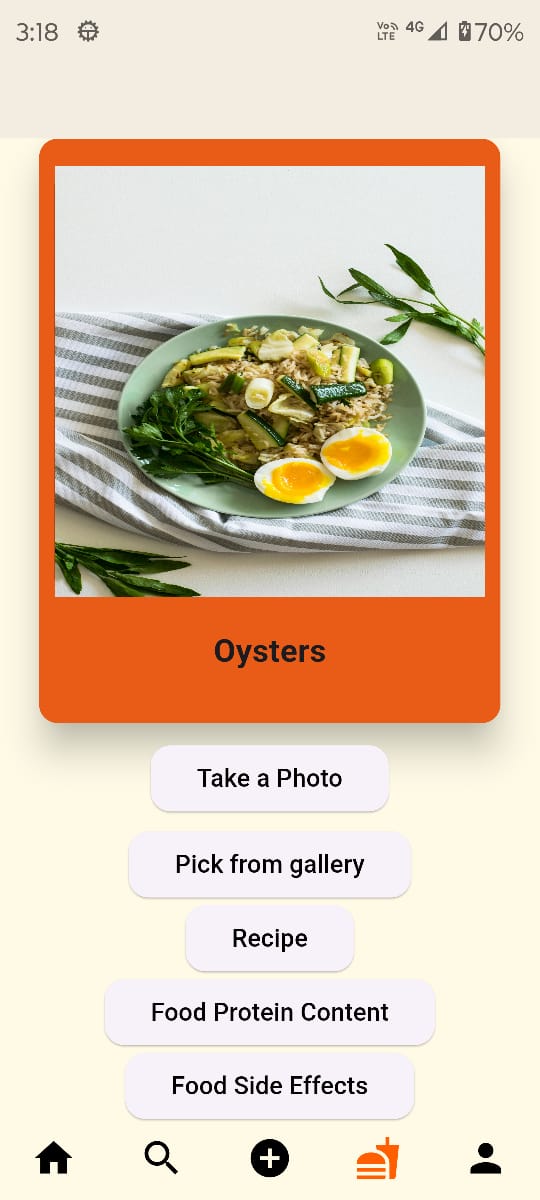 3:18 Vo LTE 4G 70%
Oysters
Take a Photo
Pick from gallery
Recipe
Food Protein Content
Food Side Effects